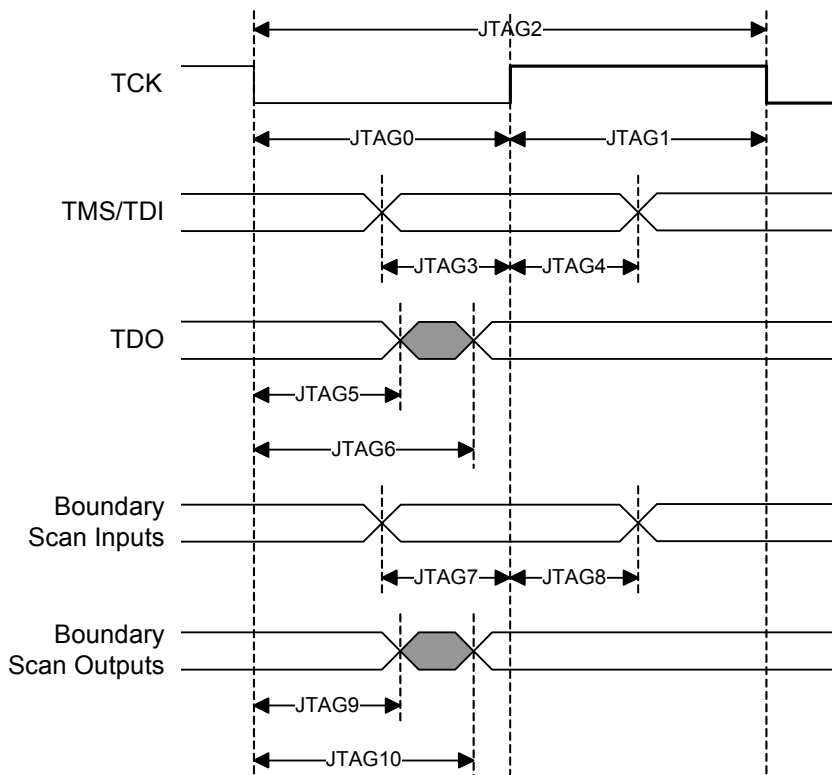 JTAG2
TCK
JTAG0
JTAG1
TMS/TDI
JTAG3
JTAG4
TDO
JTAG5
JTAG6
Boundary
Scan Inputs
JTAG7
JTAG8
Boundary
Scan Outputs
JTAG9
JTAG10